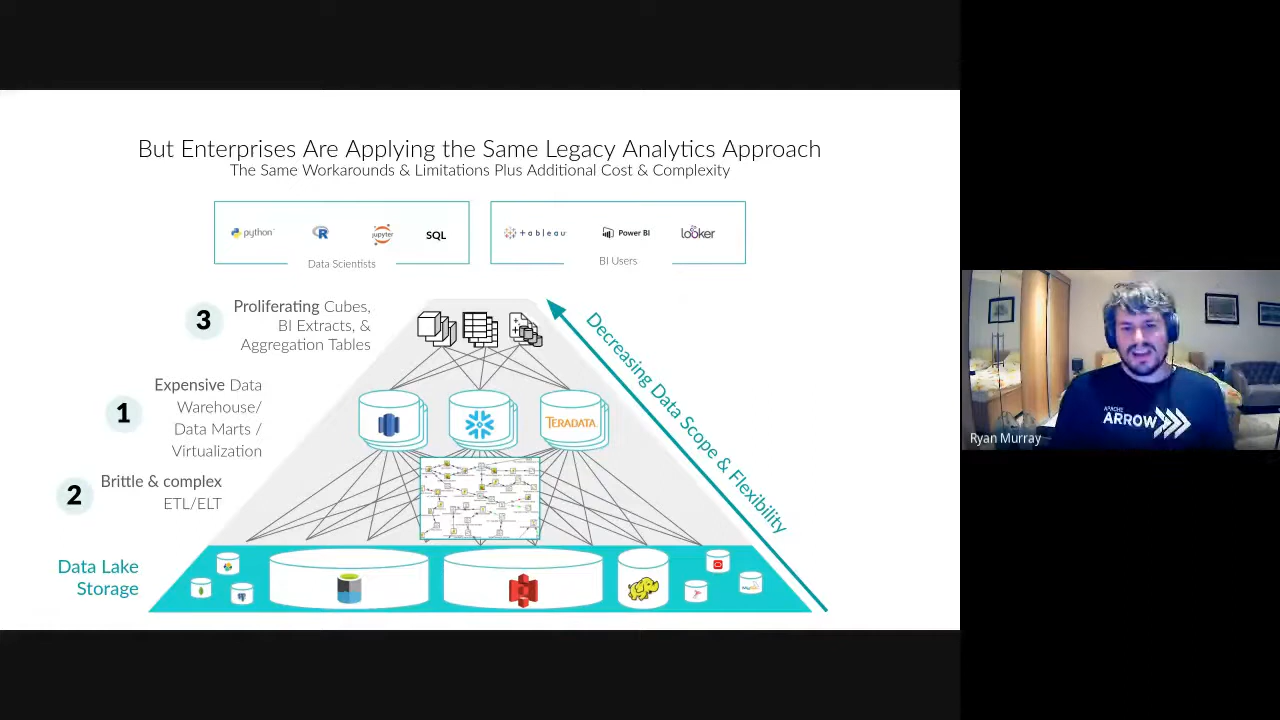 But Enterprises Are Applying the Same Legacy Analytics Approach
The Same Workarounds & Limitations Plus Additional Cost & Complexity
python
R
jupyter
SQL
Data Scientists
tableau
Power BI
looker
BI Users
3
Proliferating Cubes,
BI Extracts, &
Aggregation Tables
1
Expensive Data
Warehouse/
Data Marts /
Virtualization
2
Brittle & complex
ETL/ELT
TERADATA
Decreasing Data Scope & Flexibility
Data Lake
Storage
APACHE
ARROW
Ryan Murray